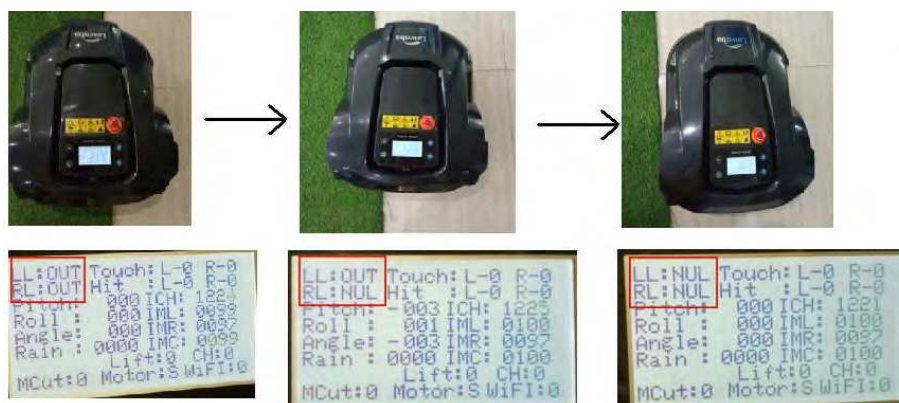 LL:OUT Touch:L-0 R-0
RL:OUT Hit :L-0 R-0
Pitch: 000 ICH:
Roll : 000 IML:0099
Angle: 000 IMR:0097
Rain : 0000 IMC:0099
Lift:0 CH:0
MCut:0 Motor:S WiFI:0
LL:OUT Touch:L-0 R-0
RL:NUL Hit :L-0 R-0
Pitch:-003 ICH: 1225
Roll : 001 IML:0100
Angle:-003 IMR:0097
Rain : 0000 IMC:0100
Lift:0 CH:0
MCut:0 Motor:S WiFI:0
LL:NUL Touch:L-0 R-0
RL:NUL Hit :L-0 R-0
Pitch: 000 ICH: 1221
Roll : 000 IML:0100
Angle: 000 IMR:0097
Rain : 0000 IMC:0100
Lift:0 CH:0
MCut:0 Motor:S WiFI:0